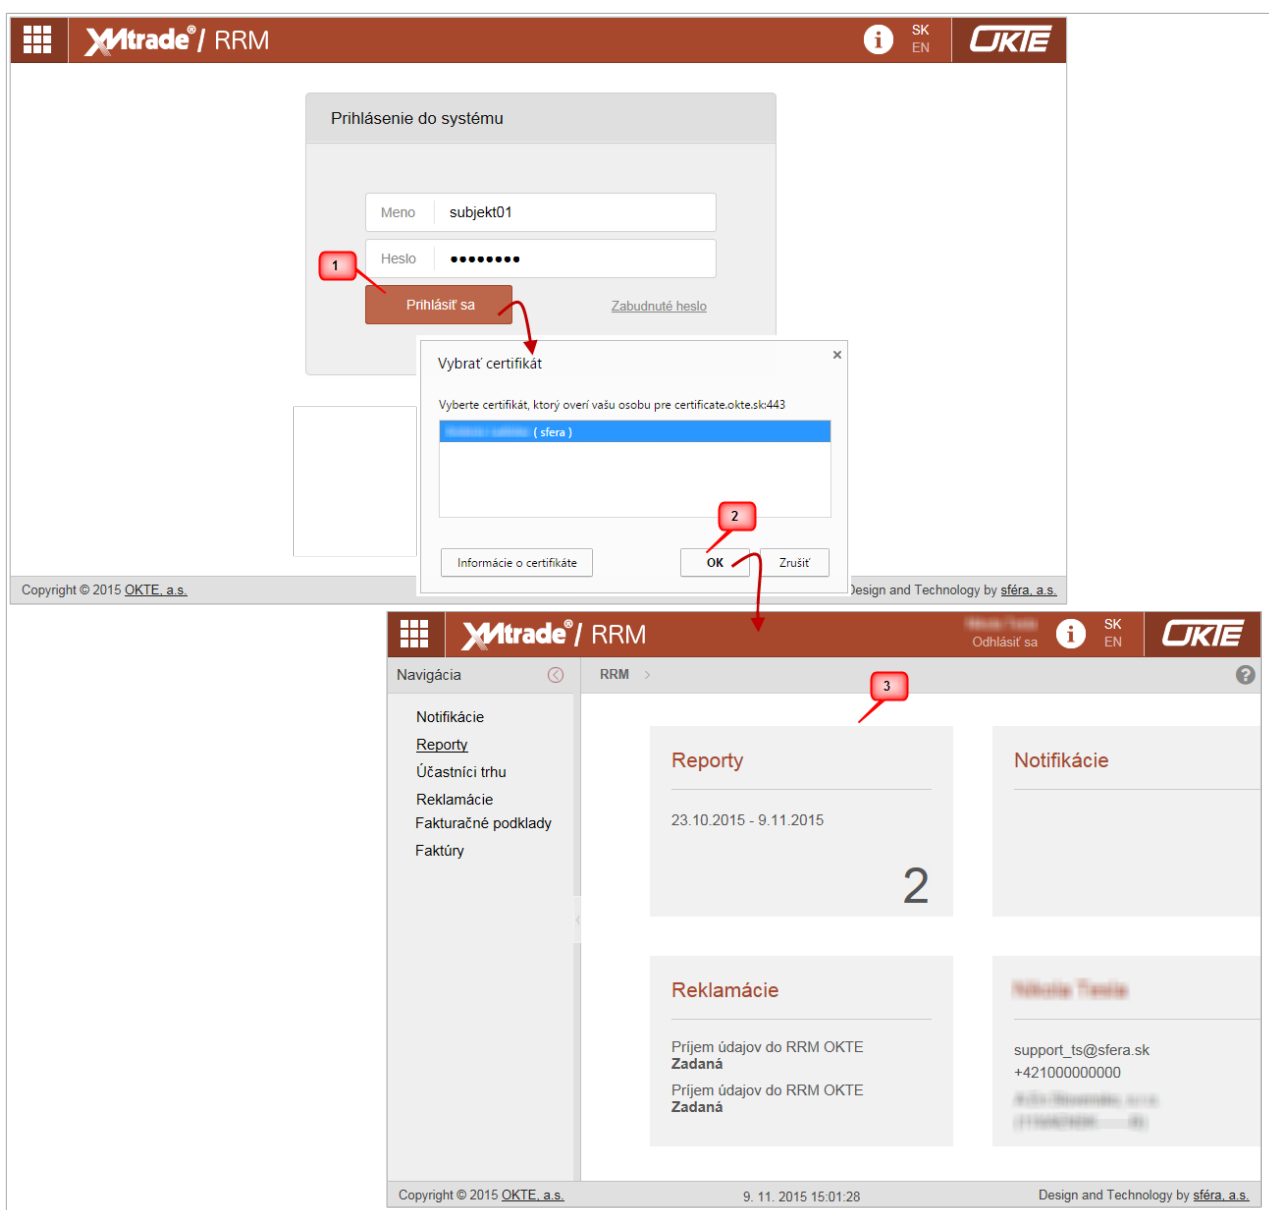 XMtrade®/ RRM
SK
EN
OKTE
Prihlásenie do systému
Meno subjekt01
Heslo ••••••••
1
Prihlásiť sa
Zabudnuté heslo
Vybrať certifikát
Vyberte certifikát, ktorý overí vašu osobu pre certificate.okte.sk:443
( sfera )
2
Informácie o certifikáte
OK
Zrušiť
Copyright © 2015 OKTE, a.s.
Design and Technology by sféra, a.s.
XMtrade®/ RRM
Odhlásiť sa
SK
EN
OKTE
Navigácia
RRM >
3
Notifikácie
Reporty
Účastníci trhu
Reklamácie
Fakturačné podklady
Faktúry
Reporty
23.10.2015 - 9.11.2015
2
Notifikácie
Reklamácie
Príjem údajov do RRM OKTE
Zadaná
Príjem údajov do RRM OKTE
Zadaná
support_ts@sfera.sk
+421000000000
Copyright © 2015 OKTE, a.s.
9. 11. 2015 15:01:28
Design and Technology by sféra, a.s.